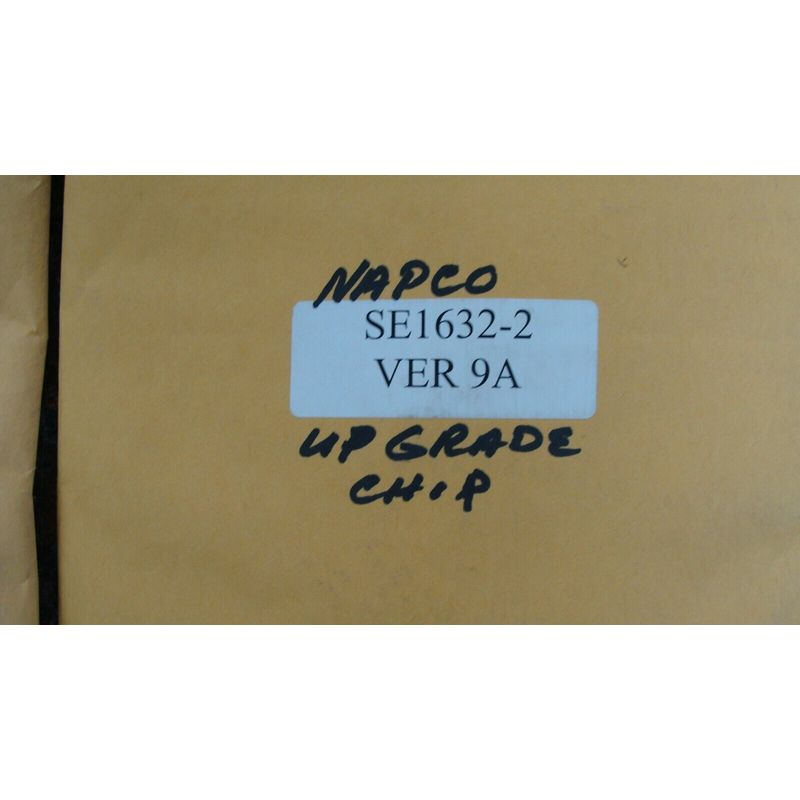 NAPCO
SE1632-2
VER 9A
UPGRADE
CHIP